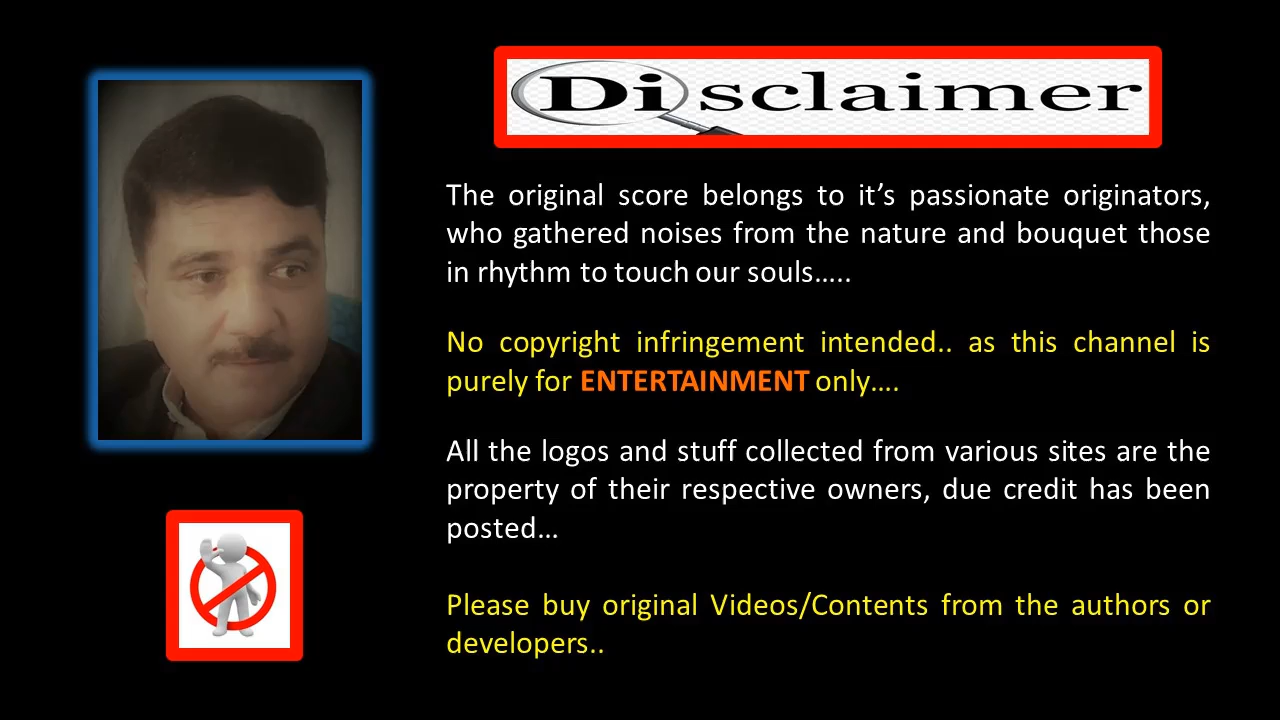 Disclaimer
The original score belongs to it’s passionate originators,
who gathered noises from the nature and bouquet those
in rhythm to touch our souls…..
No copyright infringement intended.. as this channel is
purely for ENTERTAINMENT only….
All the logos and stuff collected from various sites are the
property of their respective owners, due credit has been
posted…
Please buy original Videos/Contents from the authors or
developers..